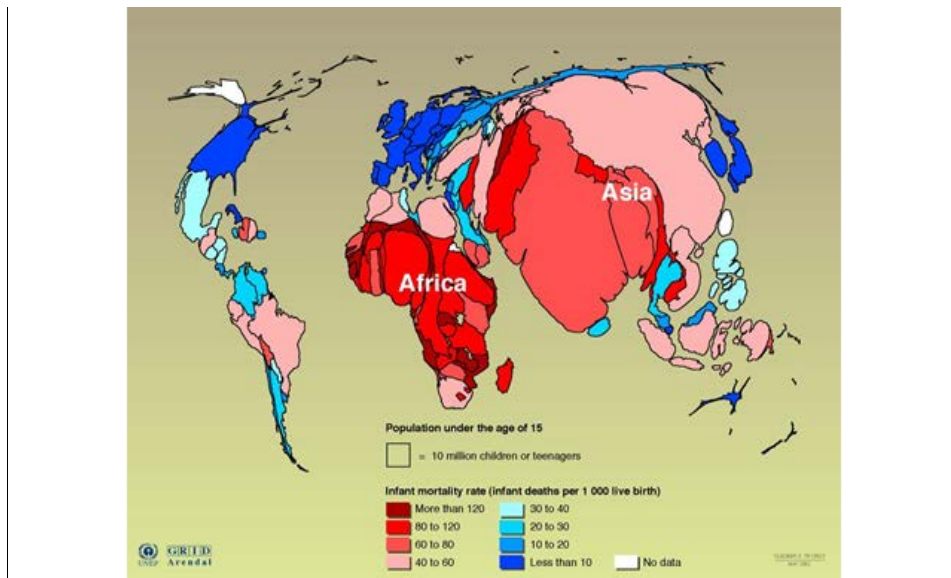 Asia
Africa
Population under the age of 15
= 10 million children or teenagers
Infant mortality rate (infant deaths per 1 000 live birth)
More than 120
80 to 120
60 to 80
40 to 60
30 to 40
20 to 30
10 to 20
Less than 10
No data
UNEP
GRID
Arendal